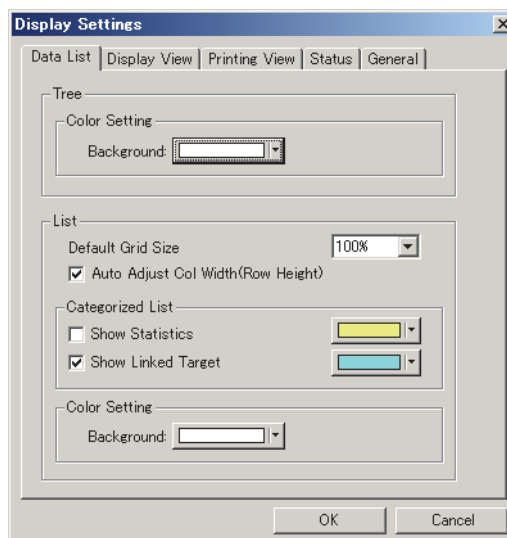 Display Settings
Data List Display View Printing View Status General
Tree
Color Setting
Background:
List
Default Grid Size 100%
Auto Adjust Col Width(Row Height)
Categorized List
Show Statistics
Show Linked Target
Color Setting
Background:
OK Cancel